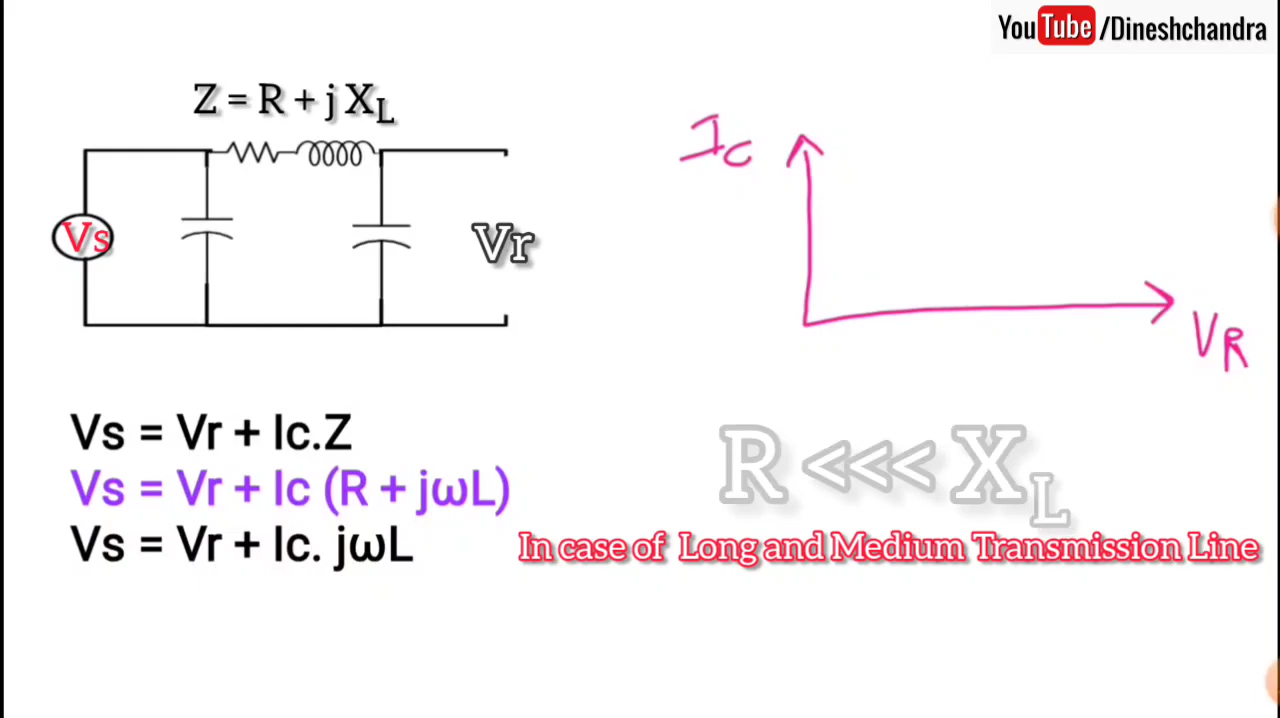 YouTube/Dineshchandra
Z = R + j XL
Vs
Vr
Ic
VR
Vs = Vr + Ic.Z
Vs = Vr + Ic (R + jωL)
Vs = Vr + Ic. jωL
R <<< XL
In case of Long and Medium Transmission Line